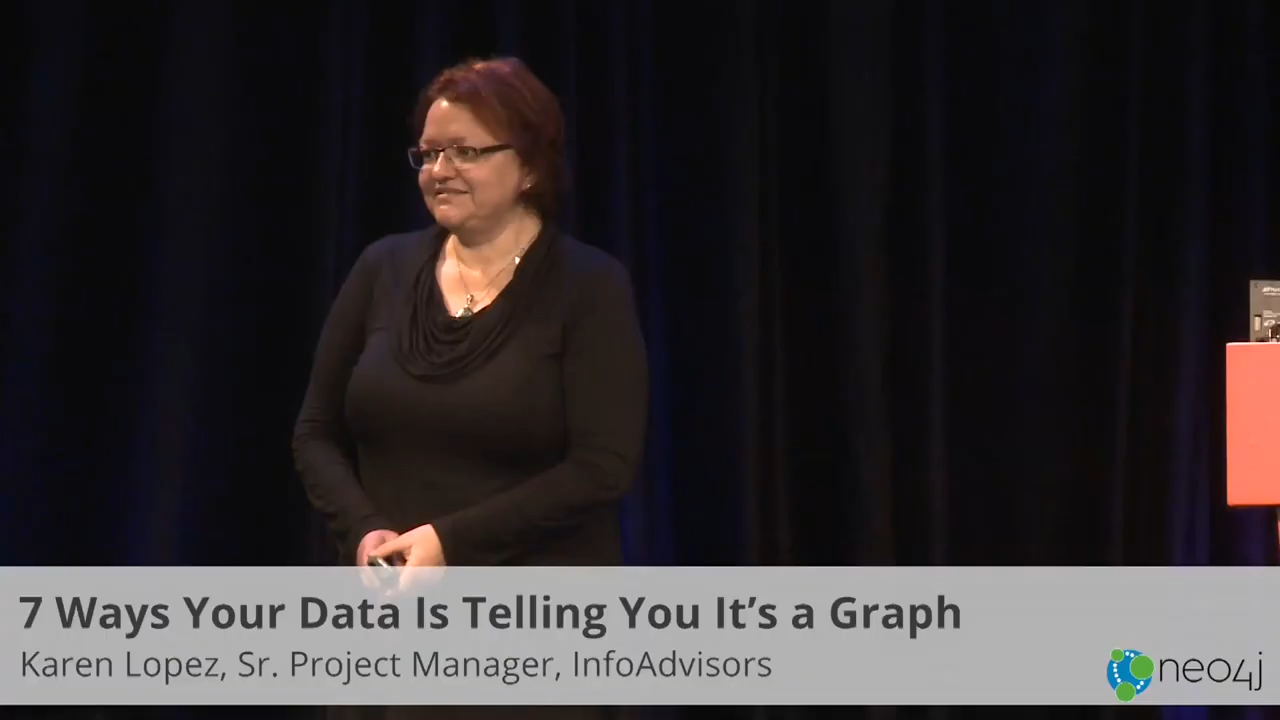 7 Ways Your Data Is Telling You It's a Graph
Karen Lopez, Sr. Project Manager, InfoAdvisors
neo4j